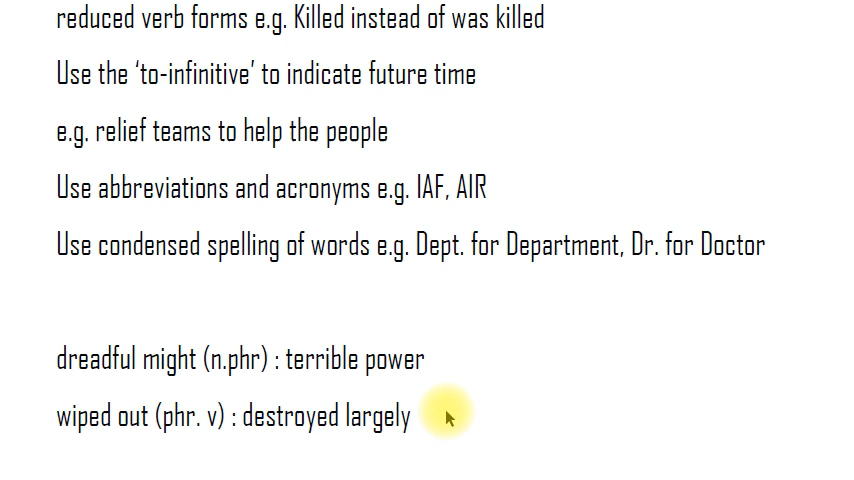 reduced verb forms e.g. Killed instead of was killed
Use the ‘to-infinitive’ to indicate future time
e.g. relief teams to help the people
Use abbreviations and acronyms e.g. IAF, AIR
Use condensed spelling of words e.g. Dept. for Department, Dr. for Doctor
dreadful might (n.phr) : terrible power
wiped out (phr. v) : destroyed largely